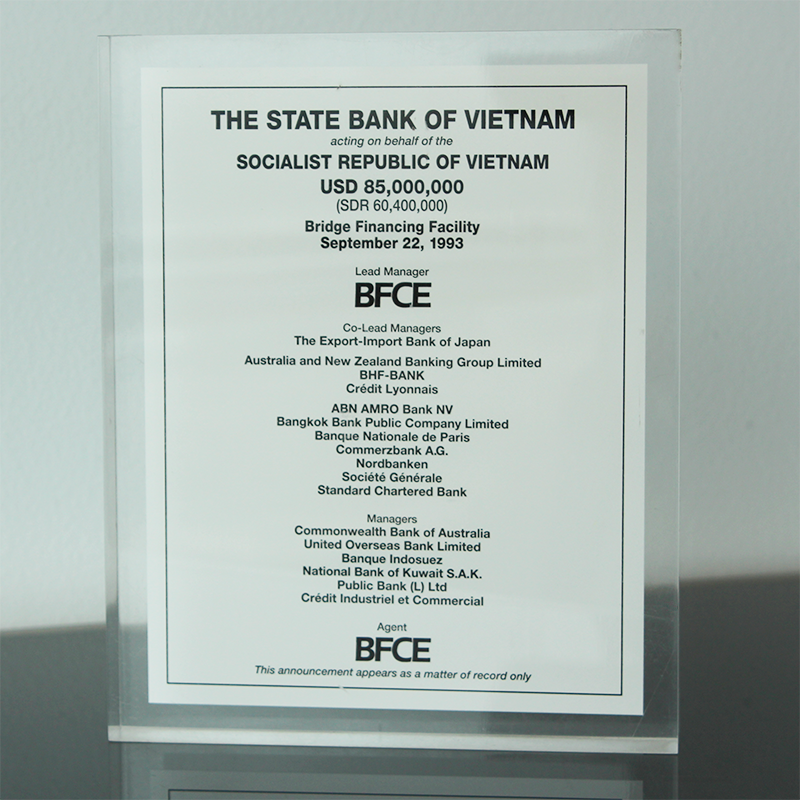 THE STATE BANK OF VIETNAM
acting on behalf of the
SOCIALIST REPUBLIC OF VIETNAM
USD 85,000,000
(SDR 60,400,000)
Bridge Financing Facility
September 22, 1993
Lead Manager
BFCE
Co-Lead Managers
The Export-Import Bank of Japan
Australia and New Zealand Banking Group Limited
BHF-BANK
Crédit Lyonnais
ABN AMRO Bank NV
Bangkok Bank Public Company Limited
Banque Nationale de Paris
Commerzbank A.G.
Nordbanken
Société Générale
Standard Chartered Bank
Managers
Commonwealth Bank of Australia
United Overseas Bank Limited
Banque Indosuez
National Bank of Kuwait S.A.K.
Public Bank (L) Ltd
Crédit Industriel et Commercial
Agent
BFCE
This announcement appears as a matter of record only